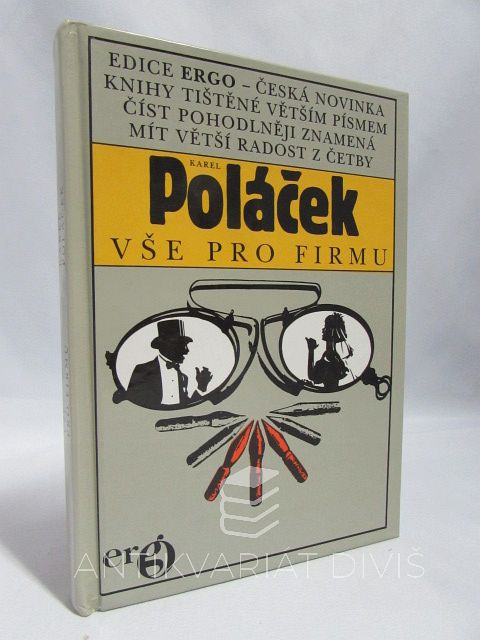 EDICE ERGO – ČESKÁ NOVINKA
KNIHY TIŠTĚNÉ VĚTŠÍM PÍSMEM
ČÍST POHODLNĚJI ZNAMENÁ
MÍT VĚTŠÍ RADOST Z ČETBY
KAREL
Poláček
VŠE PRO FIRMU
ergo
ANTIKVARIÁT DIVIŠ